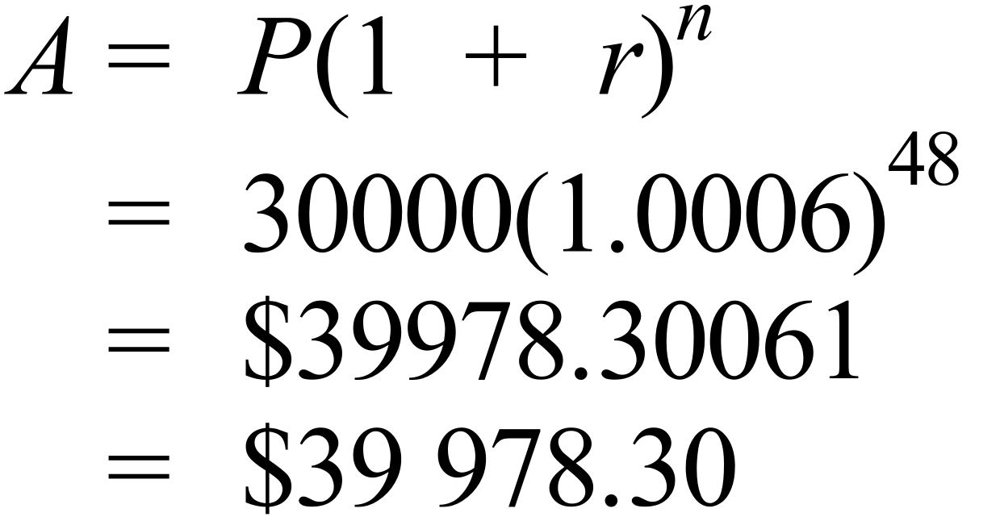 A = P(1 + r)ⁿ
= 30000(1.0006)⁴⁸
= $39978.30061
= $39 978.30